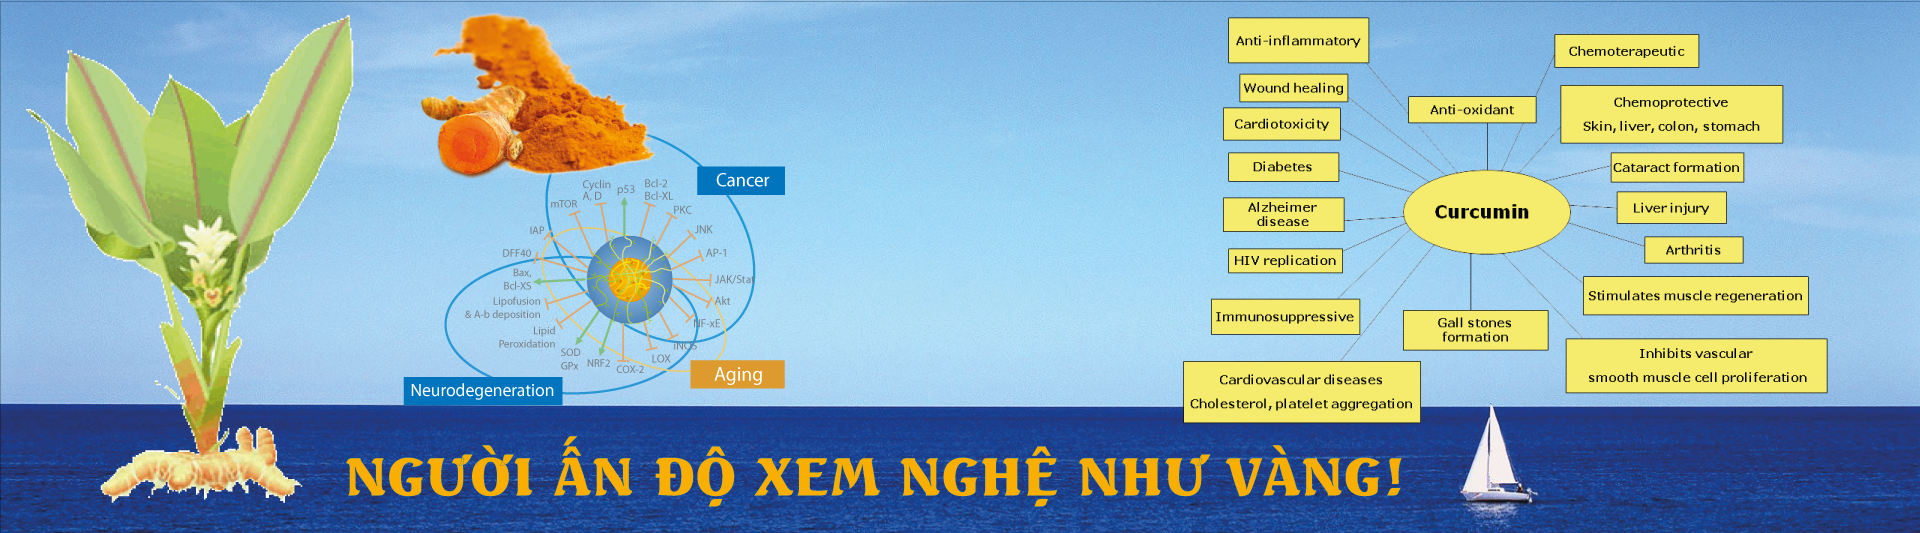 Cancer
Cyclin
A, D
p53
Bcl-2
Bcl-XL
mTOR
PKC
IAP
JNK
DFF40
AP-1
Bax,
Bcl-XS
JAK/Stat
Lipofusion
& A-b deposition
Akt
Lipid
Peroxidation
NF-xE
SOD
GPx
NRF2
COX-2
LOX
iNOS
Aging
Neurodegeneration
Anti-inflammatory
Wound healing
Cardiotoxicity
Diabetes
Alzheimer
disease
HIV replication
Immunosuppressive
Cardiovascular diseases
Cholesterol, platelet aggregation
Anti-oxidant
Curcumin
Gall stones
formation
Chemoterapeutic
Chemoprotective
Skin, liver, colon, stomach
Cataract formation
Liver injury
Arthritis
Stimulates muscle regeneration
Inhibits vascular
smooth muscle cell proliferation
NGƯỜI ẤN ĐỘ XEM NGHỆ NHƯ VÀNG!